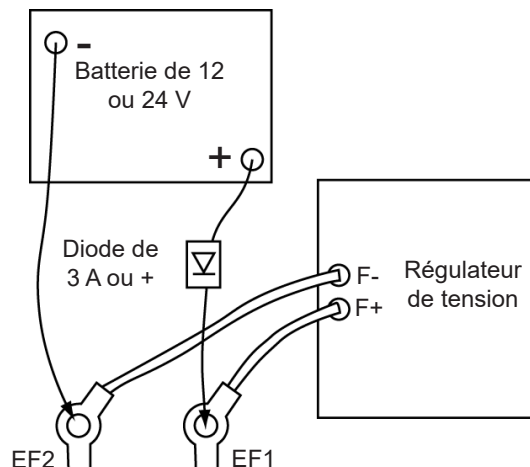 -
Batterie de 12
ou 24 V
+
Diode de
3 A ou +
F-
F+
Régulateur
de tension
EF2
EF1